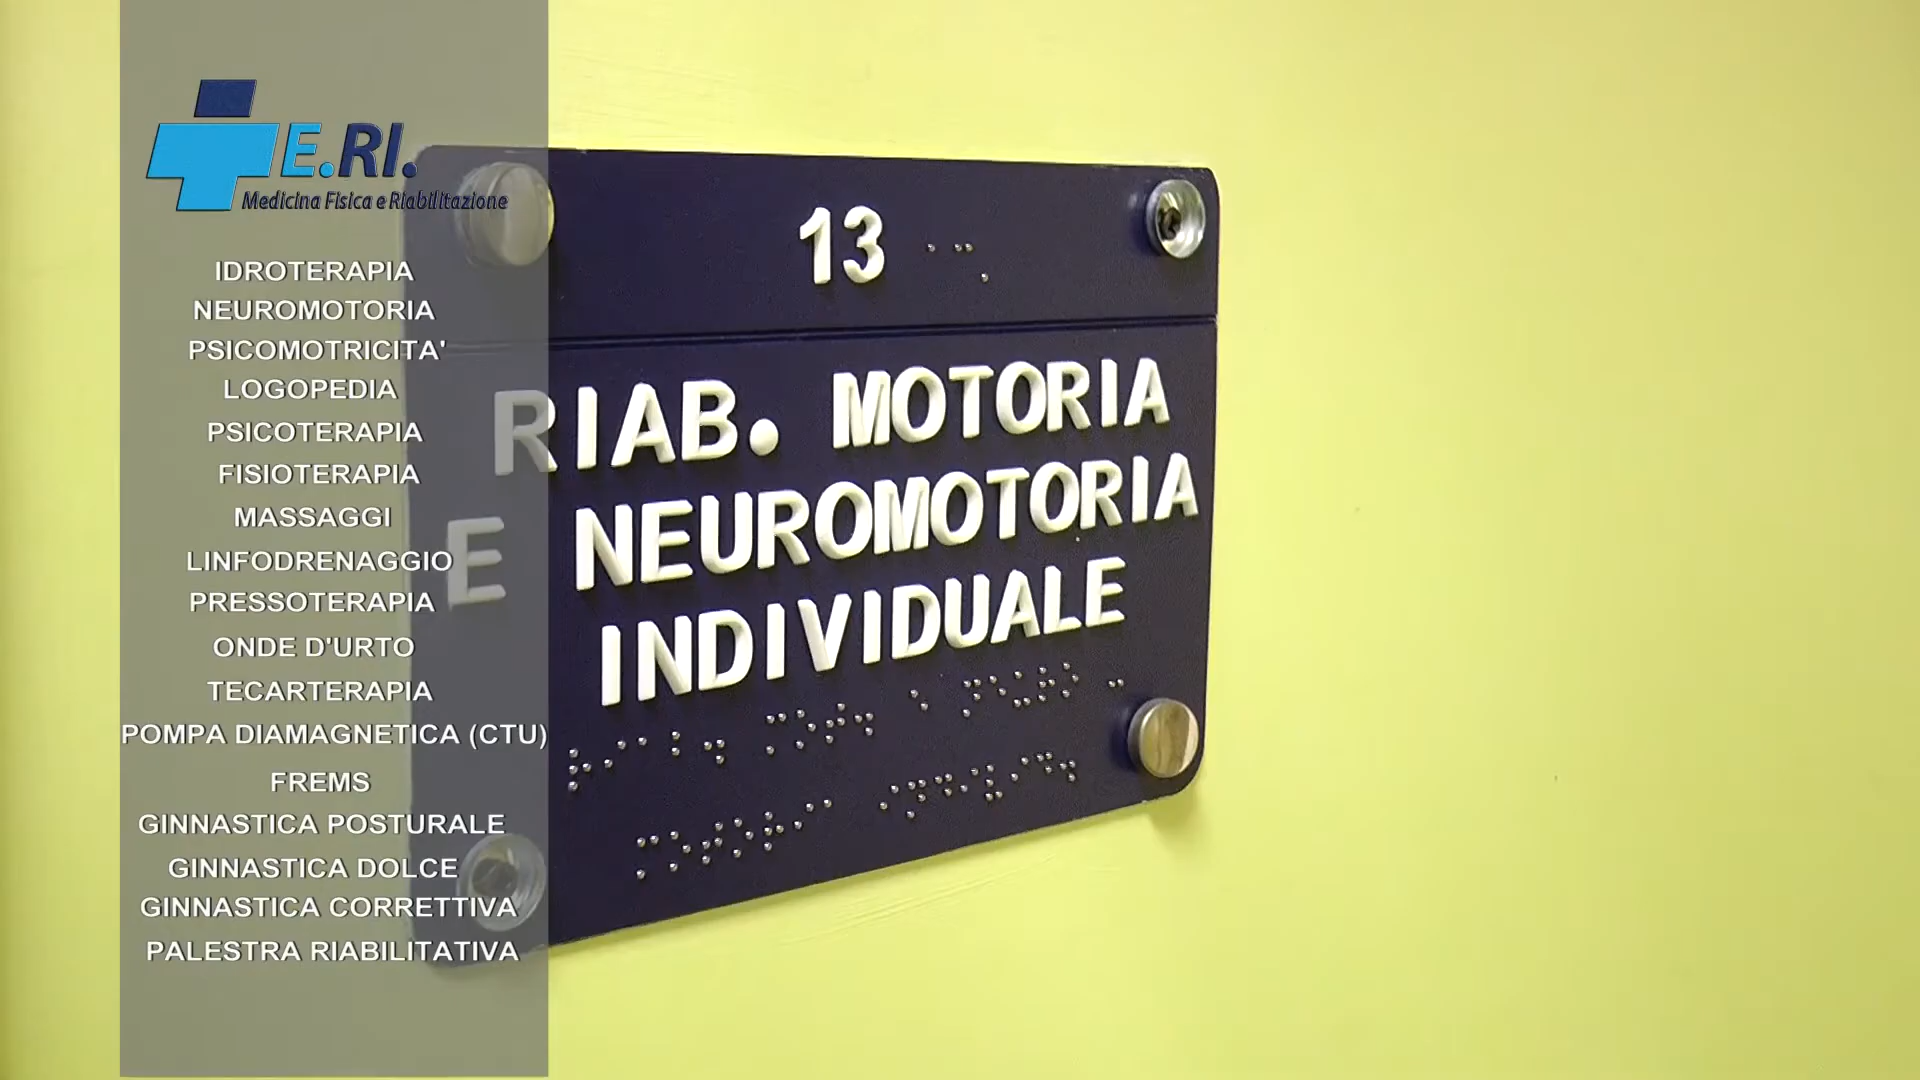 E.RI.
Medicina Fisica e Riabilitazione
IDROTERAPIA
NEUROMOTORIA
PSICOMOTRICITA'
LOGOPEDIA
PSICOTERAPIA
FISIOTERAPIA
MASSAGGI
LINFODRENAGGIO
PRESSOTERAPIA
ONDE D'URTO
TECARTERAPIA
POMPA DIAMAGNETICA (CTU)
FREMS
GINNASTICA POSTURALE
GINNASTICA DOLCE
GINNASTICA CORRETTIVA
PALESTRA RIABILITATIVA
13
RIAB. MOTORIA
E NEUROMOTORIA
INDIVIDUALE